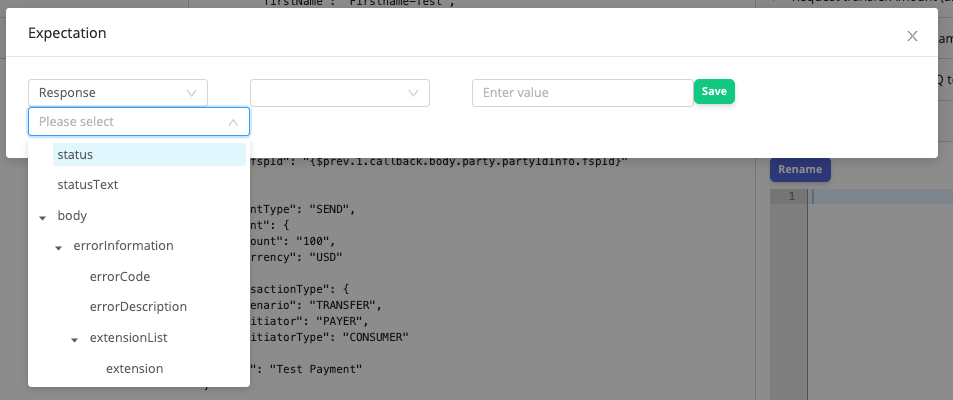 "firstName": "Firstname-Test",
Request transfer
Expectation
Response
Enter value
Save
Please select
status
fspId": "{$prev.1.callback.body.party.partyIdInfo.fspId}"
statusText
Rename
1
ntType": "SEND",
body
nt": {
ount": "100",
errorInformation
rrency": "USD"
errorCode
sactionType": {
errorDescription
enario": "TRANSFER",
itiator": "PAYER",
extensionList
itiatorType": "CONSUMER"
extension
": "Test Payment"